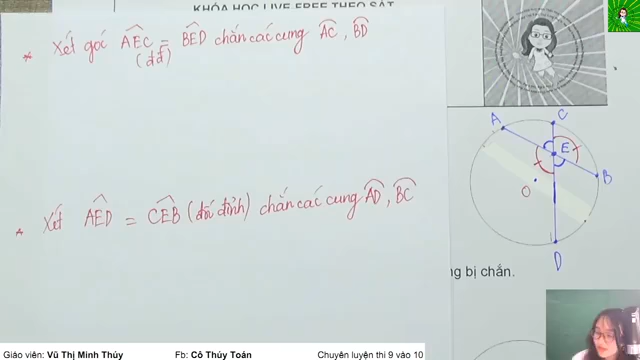 KHÓA HỌC LIVE FREE THEO SÁT
* Xét góc AEC = BED chắn các cung AC, BD
(đđ)
A
C
E
B
O
D
* Xét AED = CEB (đối đỉnh) chắn các cung AD, BC
ng bị chắn.
Giáo viên: Vũ Thị Minh Thúy Fb: Cô Thúy Toán Chuyên luyện thi 9 vào 10